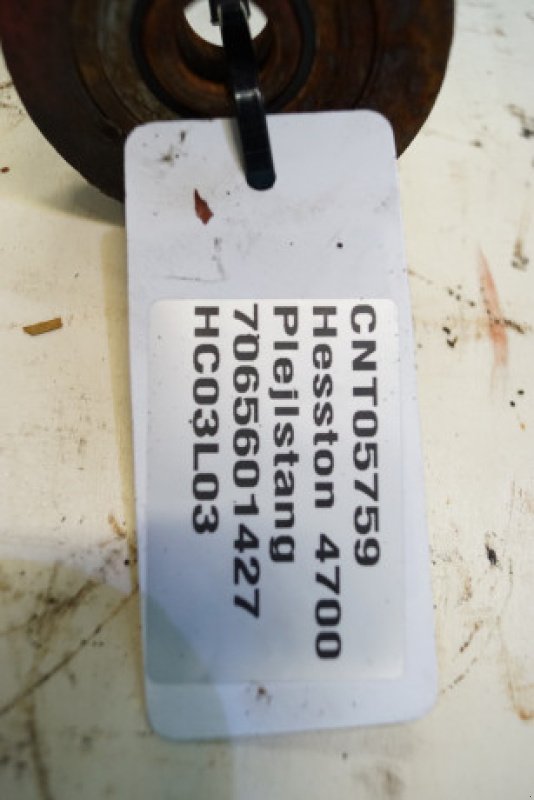 CNT05759
Hesston 4700
Plejlstang
7065601427
HC03L03